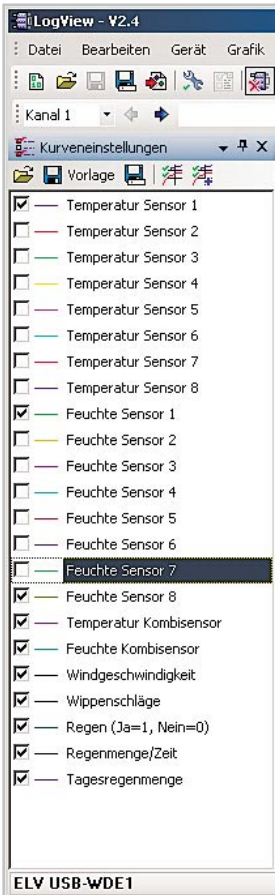 LogView - V2.4
Datei Bearbeiten Gerät Grafik
Kanal 1
Kurveneinstellungen
Vorlage
Temperatur Sensor 1
Temperatur Sensor 2
Temperatur Sensor 3
Temperatur Sensor 4
Temperatur Sensor 5
Temperatur Sensor 6
Temperatur Sensor 7
Temperatur Sensor 8
Feuchte Sensor 1
Feuchte Sensor 2
Feuchte Sensor 3
Feuchte Sensor 4
Feuchte Sensor 5
Feuchte Sensor 6
Feuchte Sensor 7
Feuchte Sensor 8
Temperatur Kombisensor
Feuchte Kombisensor
Windgeschwindigkeit
Wippenschläge
Regen (Ja=1, Nein=0)
Regenmenge/Zeit
Tagesregenmenge
ELV USB-WDE1